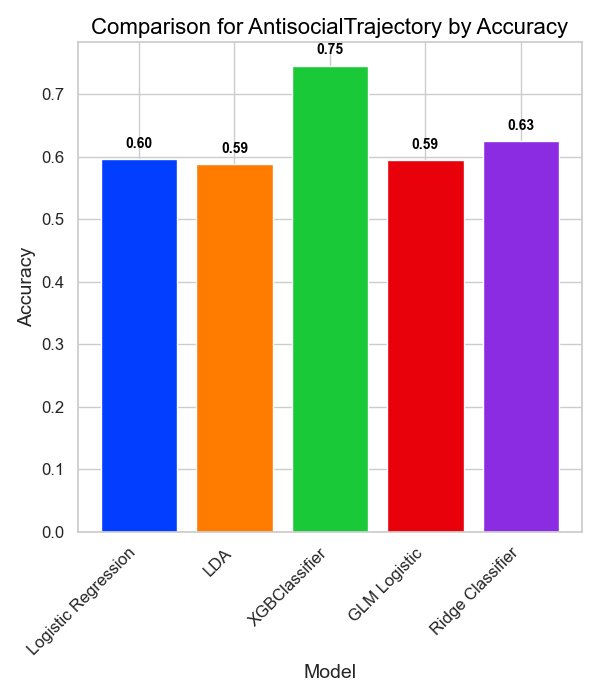 Comparison for AntisocialTrajectory by Accuracy
0.75
0.63
0.60
0.59
0.59
0.7
0.6
0.5
0.4
0.3
0.2
0.1
0.0
Accuracy
Logistic Regression
LDA
XGBClassifier
GLM Logistic
Ridge Classifier
Model